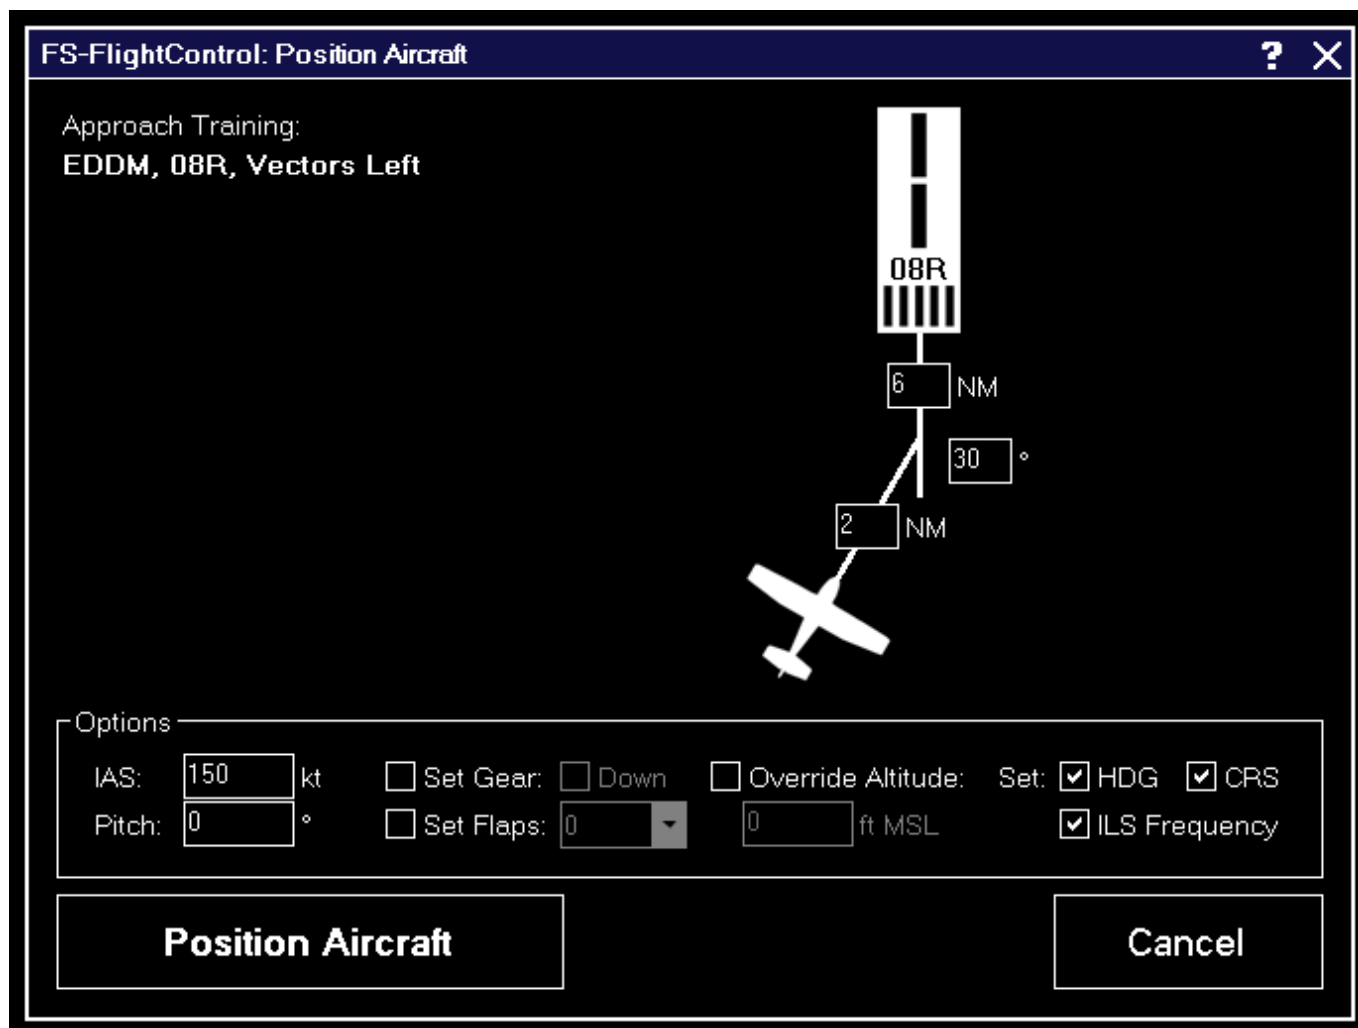 FS-FlightControl: Position Aircraft ?
Approach Training:
EDDM, 08R, Vectors Left
08R
6 NM
30 °
2 NM
Options
IAS: 150 kt Set Gear: Down Override Altitude: Set: HDG CRS
Pitch: 0 ° Set Flaps: 0 0 ft MSL ILS Frequency
Position Aircraft Cancel